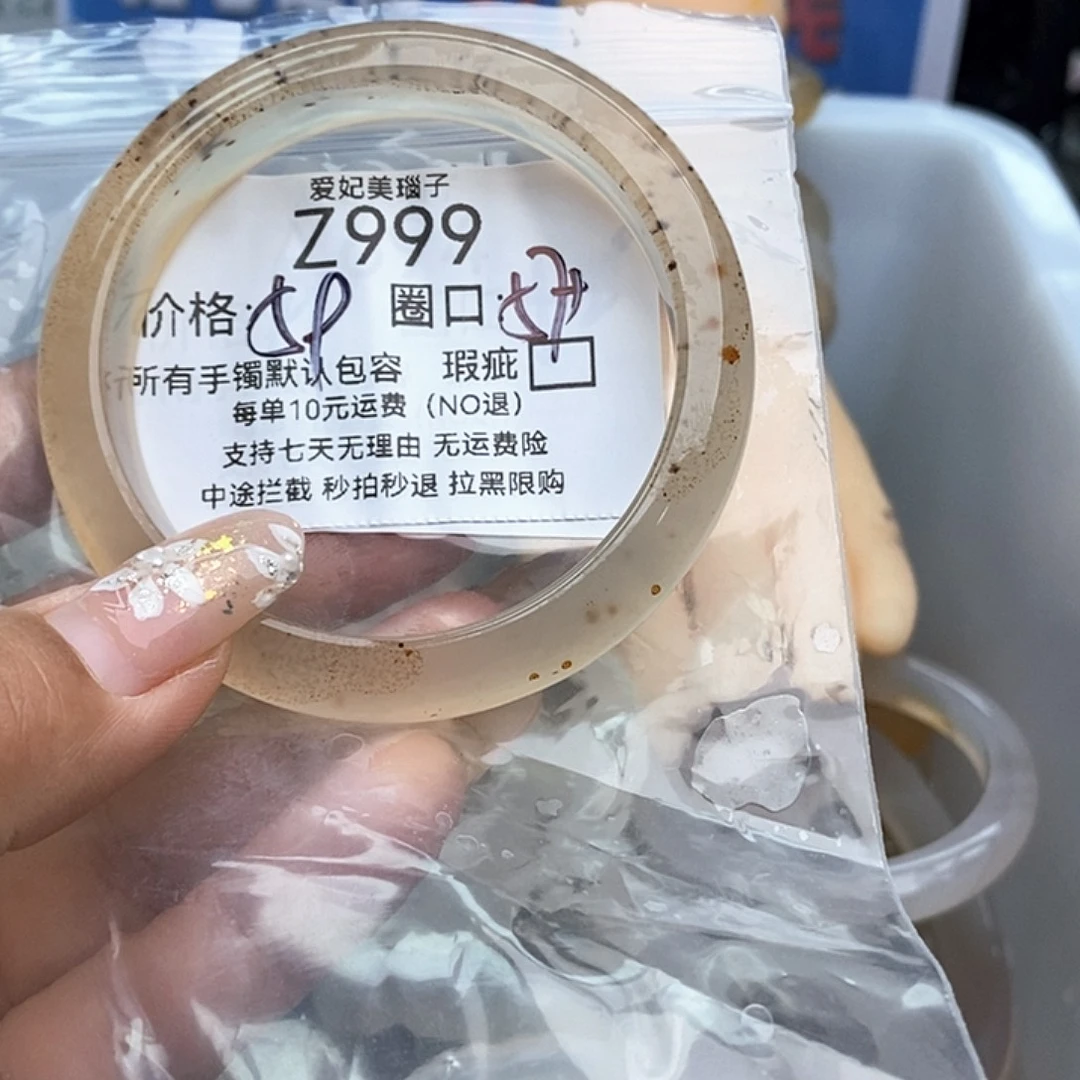 爱妃美瑙子
Z999
价格: 59 圈口: 57
所有手镯默认包容 瑕疵
每单10元运费（NO退）
支持七天无理由 无运费险
中途拦截 秒拍秒退 拉黑限购